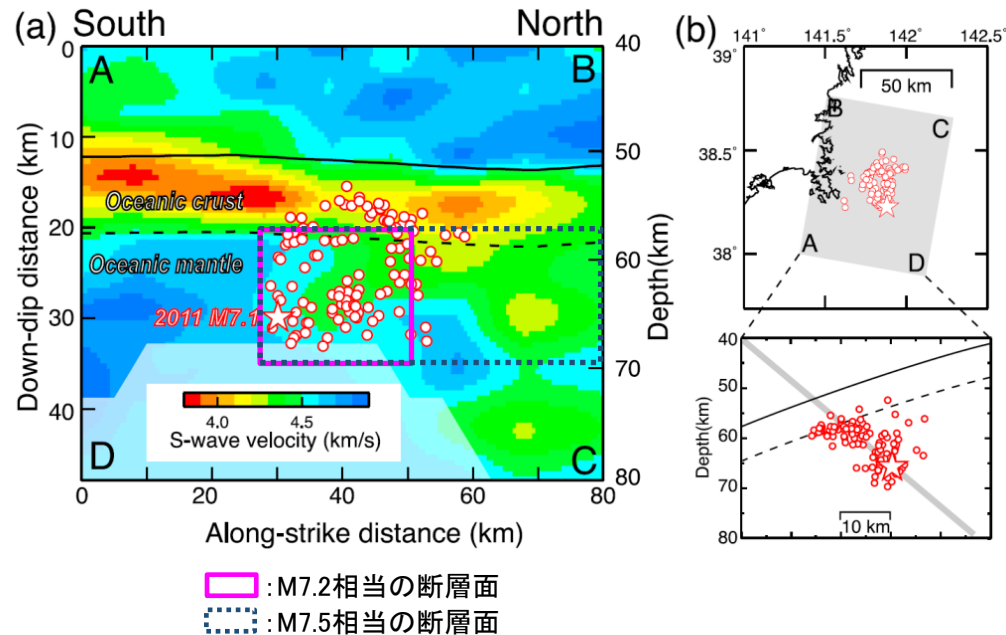 (a) South
North
0
10
20
30
40
Down-dip distance (km)
A
B
Oceanic crust
Oceanic mantle
2011 M7.1
4.0
4.5
S-wave velocity (km/s)
D
C
0
20
40
60
80
Along-strike distance (km)
40
50
60
70
80
Depth(km)
:M7.2相当の断層面
:M7.5相当の断層面
(b)
141°
141.5°
142°
142.5°
39°
38.5°
38°
50 km
B
C
A
D
40
50
60
70
80
Depth(km)
10 km